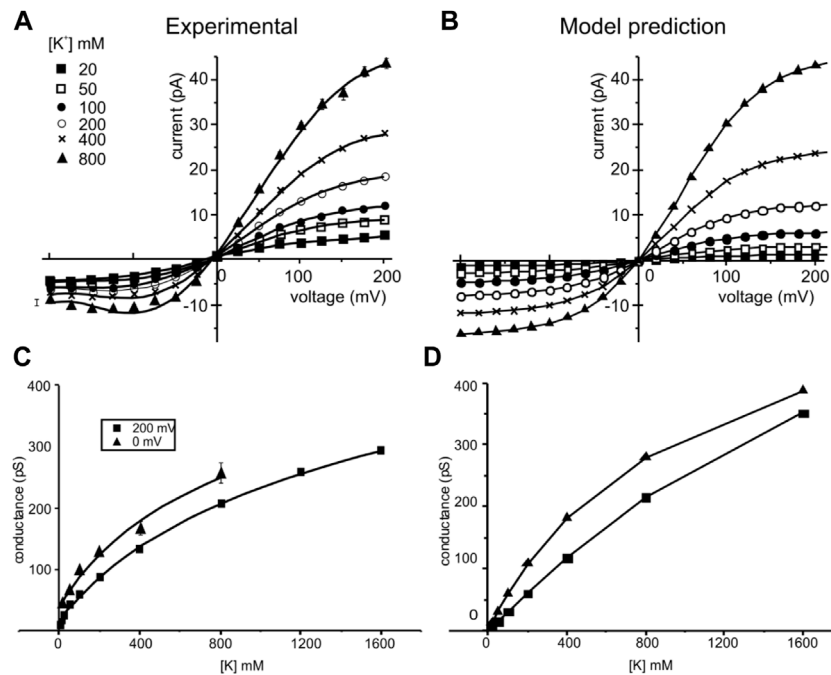 A
Experimental
[K⁺] mM
20
50
100
200
400
800
current (pA)
40
30
20
10
-10
0
100
200
voltage (mV)
B
Model prediction
current (pA)
40
30
20
10
-10
0
100
200
voltage (mV)
C
conductance (pS)
400
300
200
100
200 mV
0 mV
0
400
800
1200
1600
[K] mM
D
conductance (pS)
400
300
200
100
0
0
400
800
1200
1600
[K] mM